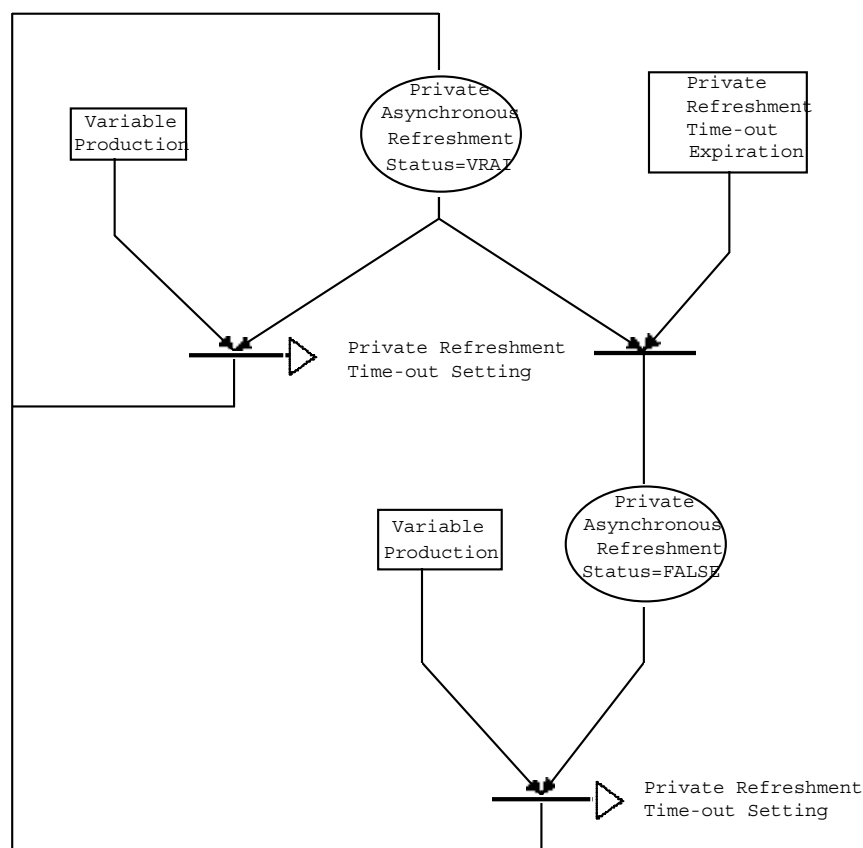 Private
Asynchronous
Refreshment
Status=VRAI
Private
Refreshment
Time-out
Expiration
Variable
Production
Private Refreshment
Time-out Setting
Private
Asynchronous
Refreshment
Status=FALSE
Variable
Production
Private Refreshment
Time-out Setting